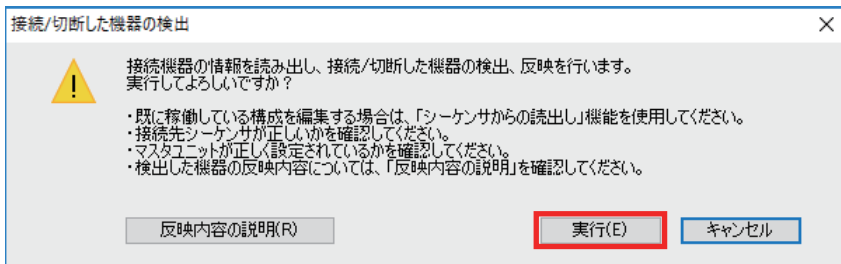 接続/切断した機器の検出
接続機器の情報を読み出し、接続/切断した機器の検出、反映を行います。
実行してよろしいですか？
・既に稼働している構成を編集する場合は、「シーケンサからの読出し」機能を使用してください。
・接続先シーケンサが正しいかを確認してください。
・マスタユニットが正しく設定されているかを確認してください。
・検出した機器の反映内容については、「反映内容の説明」を確認してください。
反映内容の説明(R)
実行(E)
キャンセル